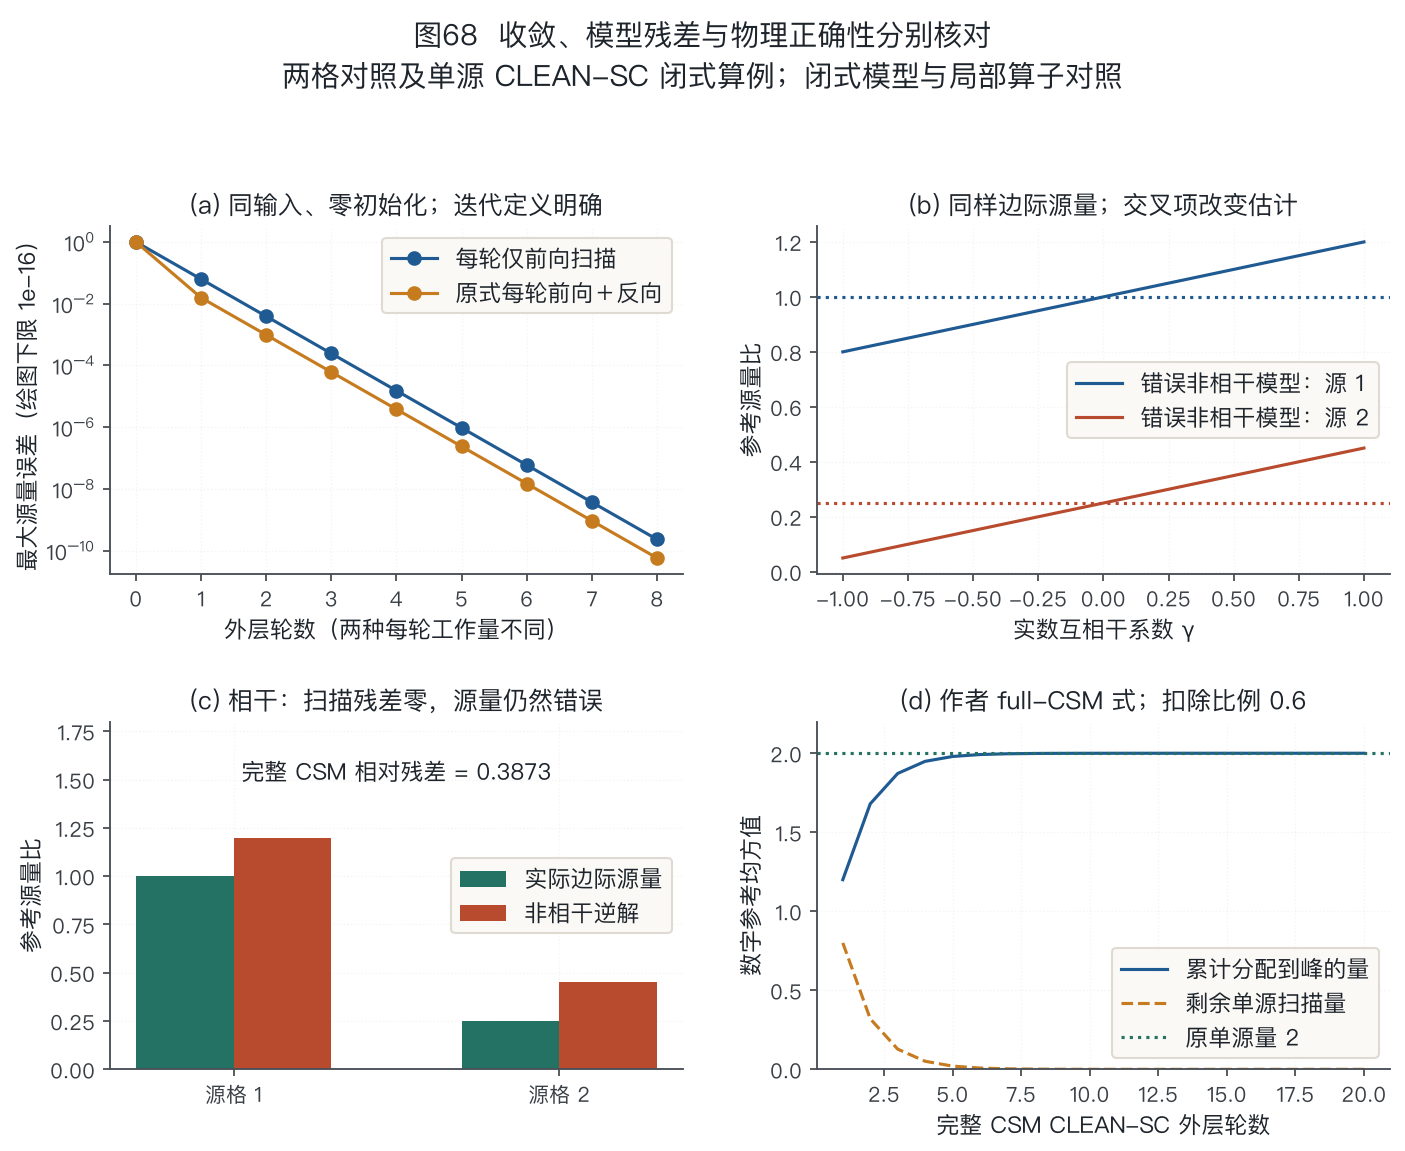 图68 收敛、模型残差与物理正确性分别核对
两格对照及单源 CLEAN-SC 闭式算例；闭式模型与局部算子对照
(a) 同输入、零初始化；迭代定义明确
最大源量误差（绘图下限 1e-16）
10⁰
10⁻²
10⁻⁴
10⁻⁶
10⁻⁸
10⁻¹⁰
每轮仅前向扫描
原式每轮前向＋反向
0 1 2 3 4 5 6 7 8
外层轮数（两种每轮工作量不同）
(b) 同样边际源量；交叉项改变估计
参考源量比
1.2
1.0
0.8
0.6
0.4
0.2
0.0
错误非相干模型：源 1
错误非相干模型：源 2
−1.00 −0.75 −0.50 −0.25 0.00 0.25 0.50 0.75 1.00
实数互相干系数 γ
(c) 相干：扫描残差零，源量仍然错误
参考源量比
1.75
1.50
1.25
1.00
0.75
0.50
0.25
0.00
完整 CSM 相对残差 = 0.3873
实际边际源量
非相干逆解
源格 1 源格 2
(d) 作者 full-CSM 式；扣除比例 0.6
数字参考均方值
2.0
1.5
1.0
0.5
0.0
累计分配到峰的量
剩余单源扫描量
原单源量 2
2.5 5.0 7.5 10.0 12.5 15.0 17.5 20.0
完整 CSM CLEAN-SC 外层轮数